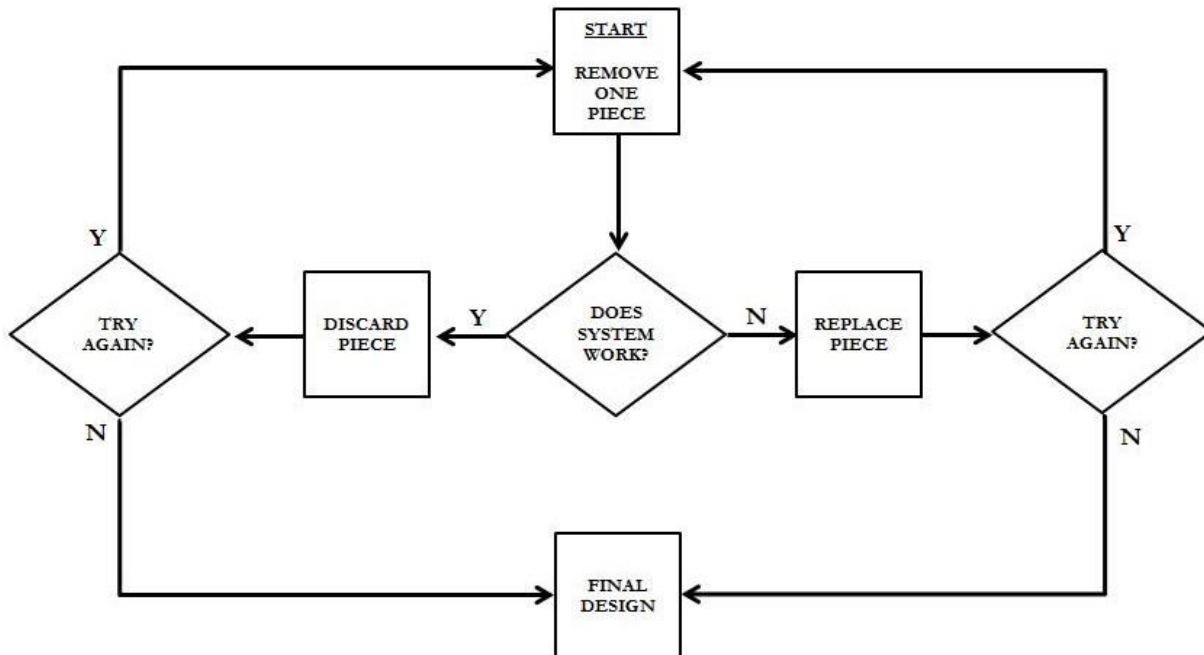 START
REMOVE
ONE
PIECE
Y
Y
TRY
AGAIN?
DISCARD
PIECE
Y
DOES
SYSTEM
WORK?
N
REPLACE
PIECE
TRY
AGAIN?
N
N
FINAL
DESIGN